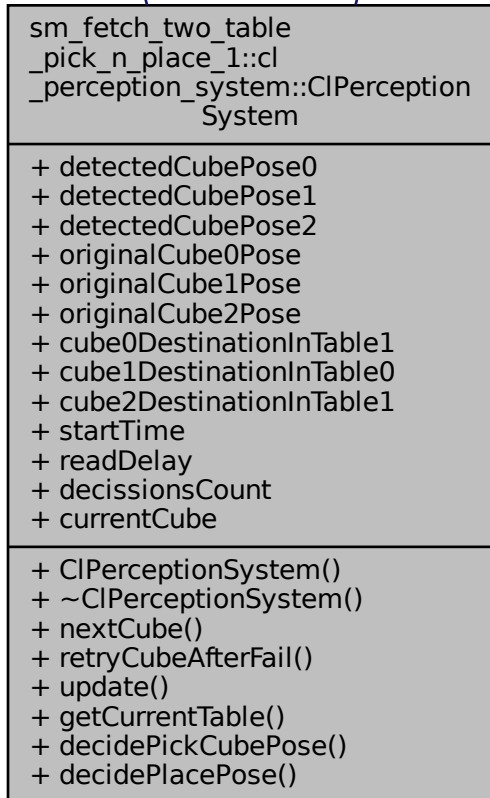 sm_fetch_two_table
_pick_n_place_1::cl
_perception_system::ClPerception
System
+ detectedCubePose0
+ detectedCubePose1
+ detectedCubePose2
+ originalCube0Pose
+ originalCube1Pose
+ originalCube2Pose
+ cube0DestinationInTable1
+ cube1DestinationInTable0
+ cube2DestinationInTable1
+ startTime
+ readDelay
+ decissionsCount
+ currentCube
+ ClPerceptionSystem()
+ ~ClPerceptionSystem()
+ nextCube()
+ retryCubeAfterFail()
+ update()
+ getCurrentTable()
+ decidePickCubePose()
+ decidePlacePose()